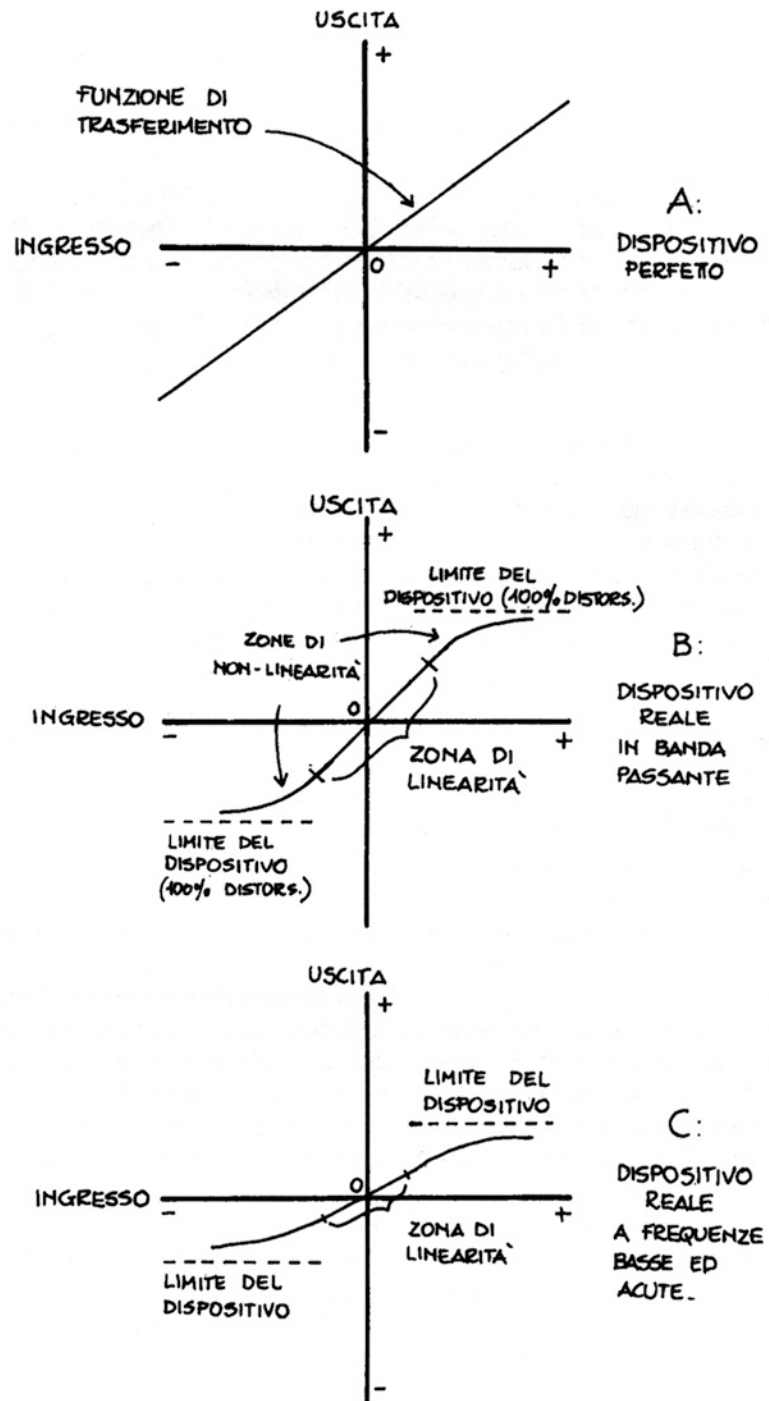 USCITA
+
FUNZIONE DI
TRASFERIMENTO
INGRESSO
-
0
+
-
A:
DISPOSITIVO
PERFETTO
USCITA
+
LIMITE DEL
DISPOSITIVO (100% DISTORS.)
ZONE DI
NON-LINEARITÀ
INGRESSO
-
0
+
ZONA DI
LINEARITÀ
LIMITE DEL
DISPOSITIVO
(100% DISTORS.)
B:
DISPOSITIVO
REALE
IN BANDA
PASSANTE
USCITA
+
LIMITE DEL
DISPOSITIVO
INGRESSO
-
0
+
ZONA DI
LINEARITÀ
LIMITE DEL
DISPOSITIVO
-
C:
DISPOSITIVO
REALE
A FREQUENZE
BASSE ED
ACUTE.